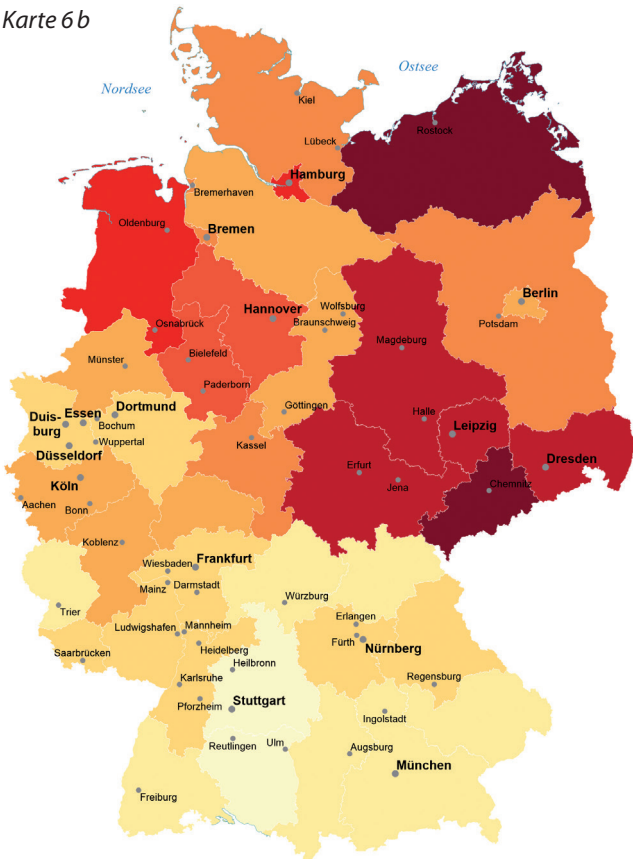 Karte 6 b
Nordsee
Ostsee
Kiel
Rostock
Lübeck
Hamburg
Bremerhaven
Oldenburg
Bremen
Berlin
Hannover
Wolfsburg
Potsdam
Osnabrück
Braunschweig
Magdeburg
Bielefeld
Münster
Paderborn
Göttingen
Dortmund
Essen
Duis-
burg
Bochum
Halle
Leipzig
Wuppertal
Kassel
Düsseldorf
Dresden
Erfurt
Jena
Chemnitz
Köln
Aachen
Bonn
Koblenz
Frankfurt
Wiesbaden
Mainz
Darmstadt
Trier
Würzburg
Erlangen
Ludwigshafen
Mannheim
Fürth
Nürnberg
Heidelberg
Saarbrücken
Heilbronn
Karlsruhe
Regensburg
Pforzheim
Stuttgart
Ingolstadt
Reutlingen
Ulm
Augsburg
München
Freiburg